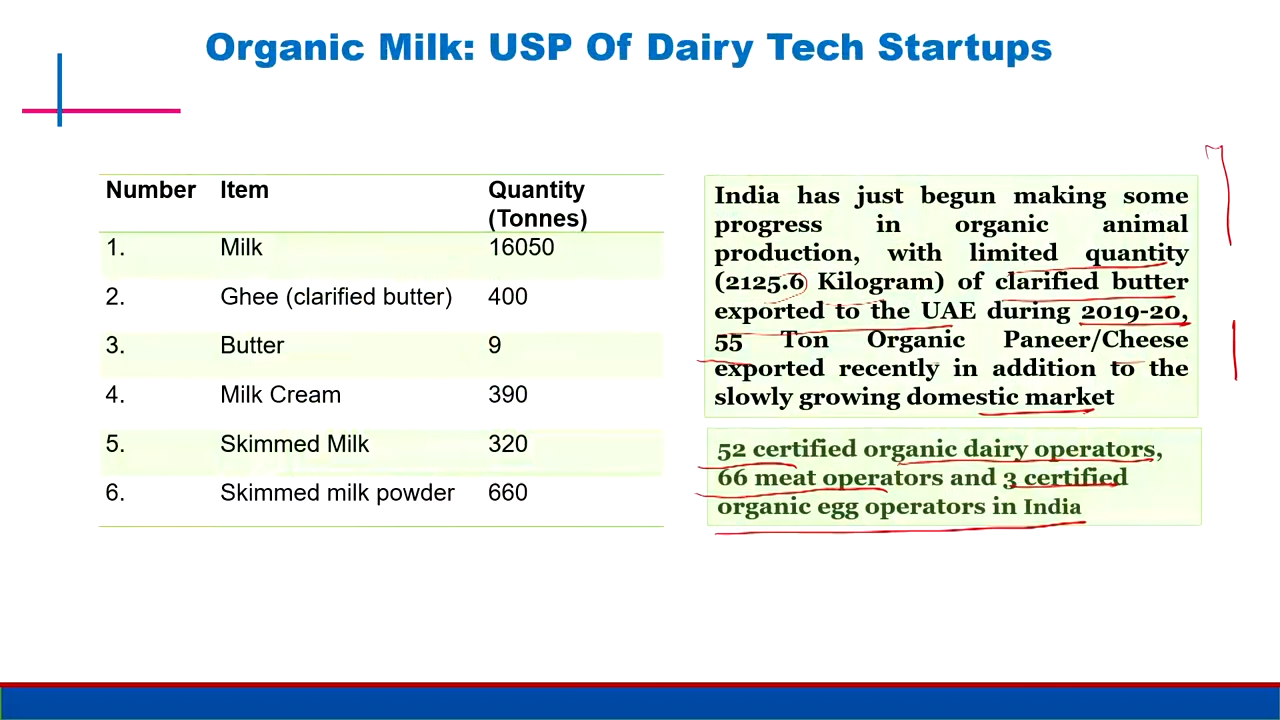 Organic Milk: USP Of Dairy Tech Startups
Number Item Quantity
(Tonnes)
1. Milk 16050
2. Ghee (clarified butter) 400
3. Butter 9
4. Milk Cream 390
5. Skimmed Milk 320
6. Skimmed milk powder 660
India has just begun making some
progress in organic animal
production, with limited quantity
(2125.6 Kilogram) of clarified butter
exported to the UAE during 2019-20,
55 Ton Organic Paneer/Cheese
exported recently in addition to the
slowly growing domestic market
52 certified organic dairy operators,
66 meat operators and 3 certified
organic egg operators in India